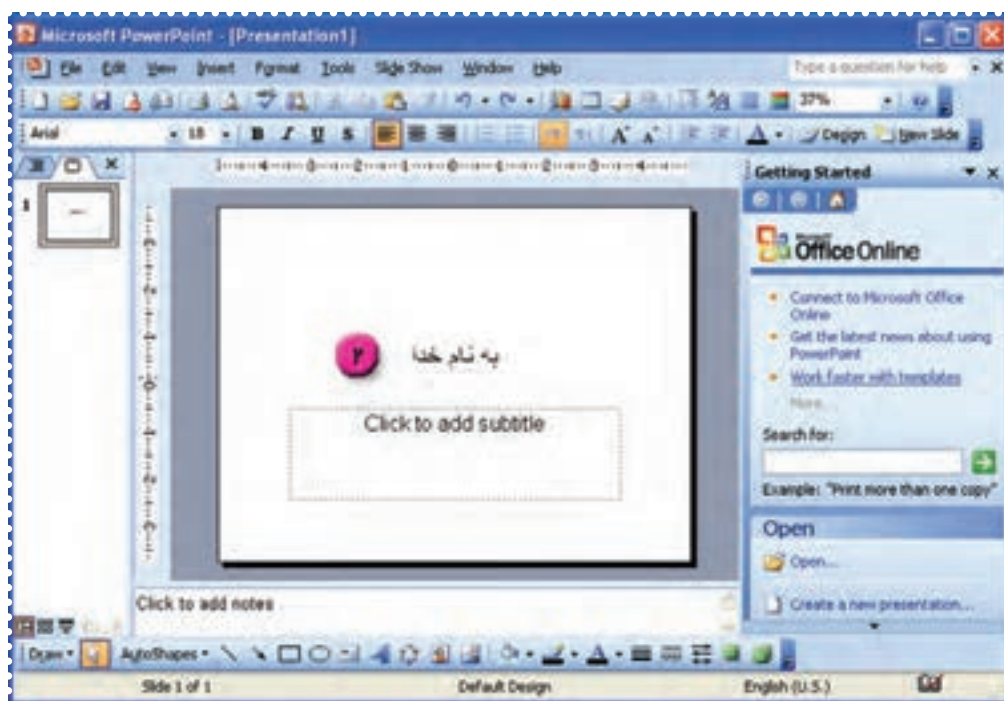 Microsoft PowerPoint - [Presentation1]
File Edit View Insert Format Tools Slide Show Window Help
Type a question for help
37%
Arial 18 B I U S A A A Design New Slide
Getting Started
Microsoft
Office Online
Connect to Microsoft Office
Online
Get the latest news about using
PowerPoint
Work faster with templates
More...
Search for:
Example: "Print more than one copy"
Open
Open...
Create a new presentation...
1
به نام خدا ۲
Click to add subtitle
Click to add notes
Draw AutoShapes A
Slide 1 of 1 Default Design English (U.S.)